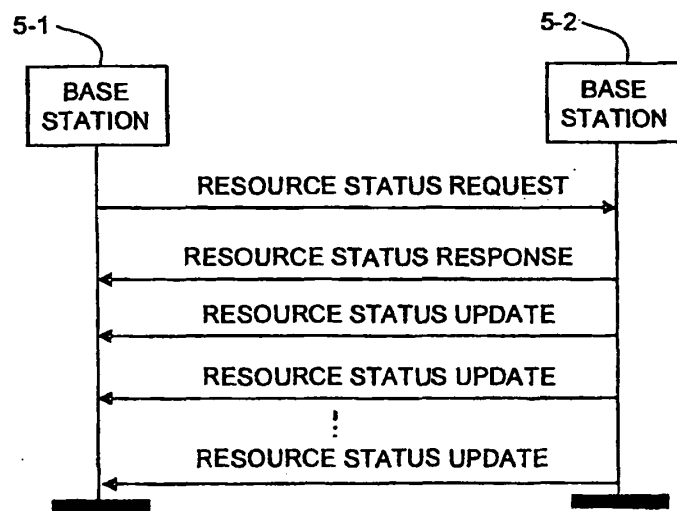 5-1
5-2
BASE
STATION
BASE
STATION
RESOURCE STATUS REQUEST
RESOURCE STATUS RESPONSE
RESOURCE STATUS UPDATE
RESOURCE STATUS UPDATE
RESOURCE STATUS UPDATE